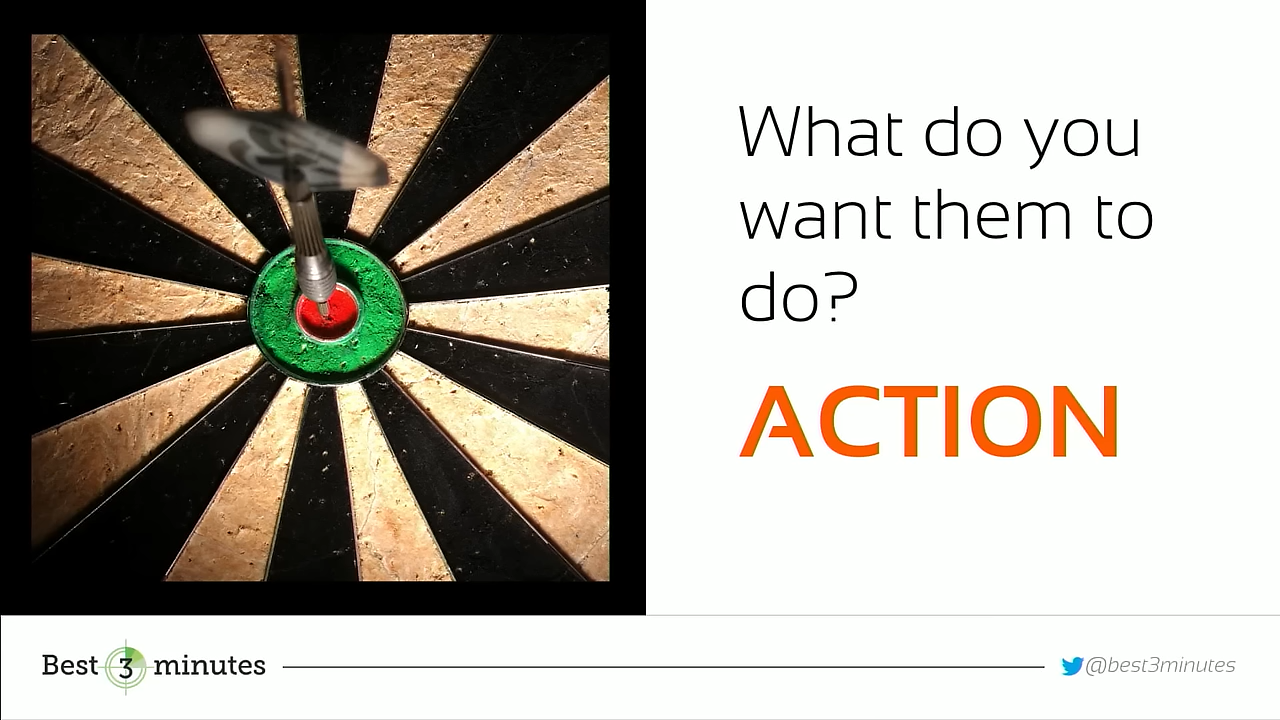 What do you
want them to
do?
ACTION
Best 3 minutes
@best3minutes